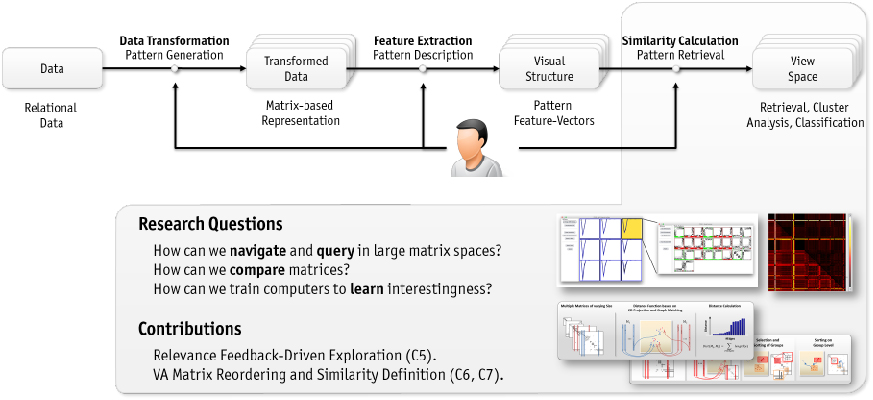 Data Transformation
Pattern Generation
Feature Extraction
Pattern Description
Similarity Calculation
Pattern Retrieval
Data
Transformed
Data
Visual
Structure
View
Space
Relational
Data
Matrix-based
Representation
Pattern
Feature-Vectors
Retrieval, Cluster
Analysis, Classification
Research Questions
How can we navigate and query in large matrix spaces?
How can we compare matrices?
How can we train computers to learn interestingness?
Contributions
Relevance Feedback-Driven Exploration (C5).
VA Matrix Reordering and Similarity Definition (C6, C7).
Multiple Matrices of Varying Size
Distance Function based on
Distance Calculation
Selection and
Sorting on
Group Level